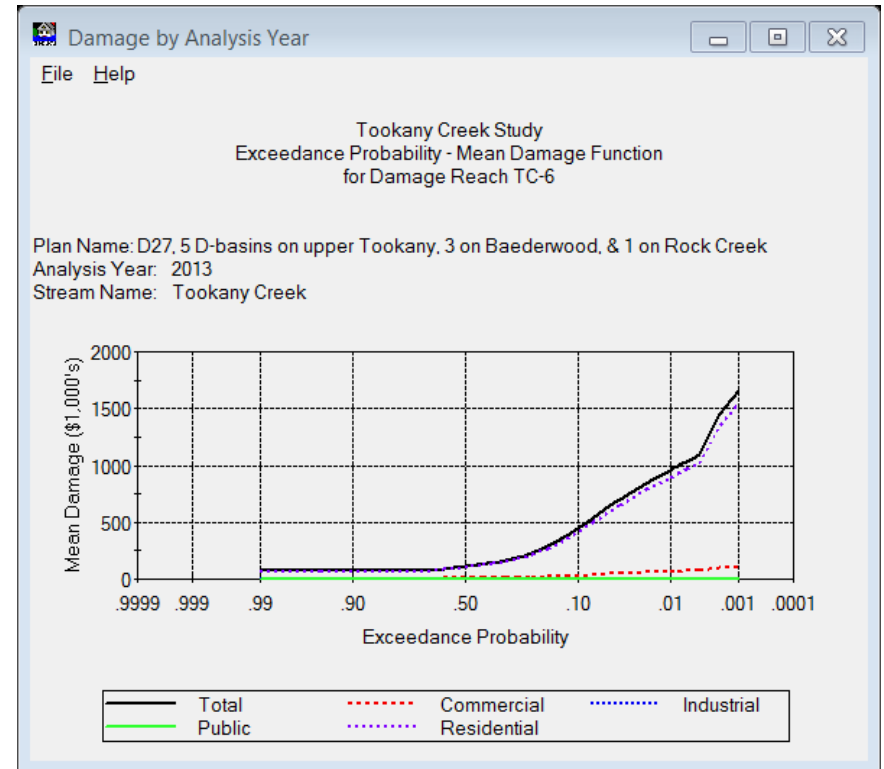 Damage by Analysis Year
File Help
Tookany Creek Study
Exceedance Probability - Mean Damage Function
for Damage Reach TC-6
Plan Name: D27, 5 D-basins on upper Tookany, 3 on Baederwood, & 1 on Rock Creek
Analysis Year: 2013
Stream Name: Tookany Creek
Mean Damage ($1,000's)
2000
1500
1000
500
0
.9999 .999 .99 .90 .50 .10 .01 .001 .0001
Exceedance Probability
Total Commercial Industrial
Public Residential